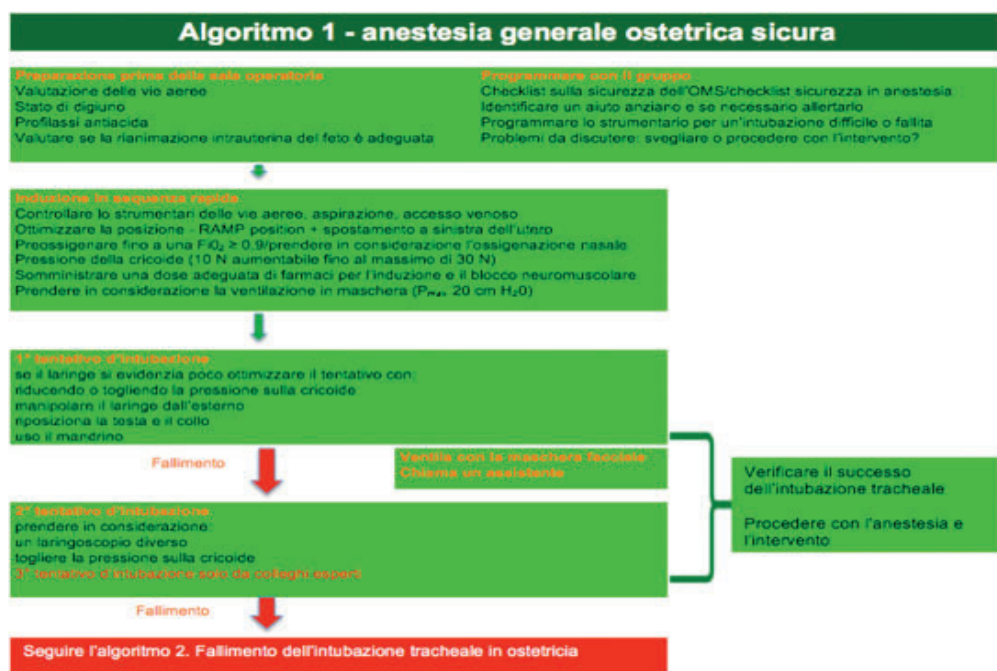 Algoritmo 1 - anestesia generale ostetrica sicura
Preparazione prima delle sale operatorie
Valutazione delle vie aeree
Stato di digiuno
Profilassi antiacida
Valutare se la rianimazione intrauterina del feto è adeguata
Programmare con il gruppo
Checklist sulla sicurezza dell'OMS/checklist sicurezza in anestesia
Identificare un aiuto anziano e se necessario allertarlo
Programmare lo strumentario per un'intubazione difficile o fallita
Problemi da discutere: svegliare o procedere con l'intervento?
Induzione in sequenza rapida
Controllare lo strumentari delle vie aeree, aspirazione, accesso venoso
Ottimizzare la posizione - RAMP position + spostamento a sinistra dell'utero
Preossigenare fino a una FiO₂ ≥ 0.9/prendere in considerazione l'ossigenazione nasale
Pressione della cricoide (10 N aumentabile fino al massimo di 30 N)
Somministrare una dose adeguata di farmaci per l'induzione e il blocco neuromuscolare
Prendere in considerazione la ventilazione in maschera (Pₘₐₓ 20 cm H₂0)
1° tentativo d'intubazione
se il laringe si evidenzia poco ottimizzare il tentativo con:
riducendo o togliendo la pressione sulla cricoide
manipolare il laringe dall'esterno
riposiziona la testa e il collo
uso il mandrino
Fallimento
Ventila con la maschera facciale
Chiama un assistente
2° tentativo d'intubazione
prendere in considerazione:
un laringoscopio diverso
togliere la pressione sulla cricoide
3° tentativo d'intubazione solo da colleghi esperti
Verificare il successo
dell'intubazione tracheale
Procedere con l'anestesia e
l'intervento
Fallimento
Seguire l'algoritmo 2. Fallimento dell'intubazione tracheale in ostetricia